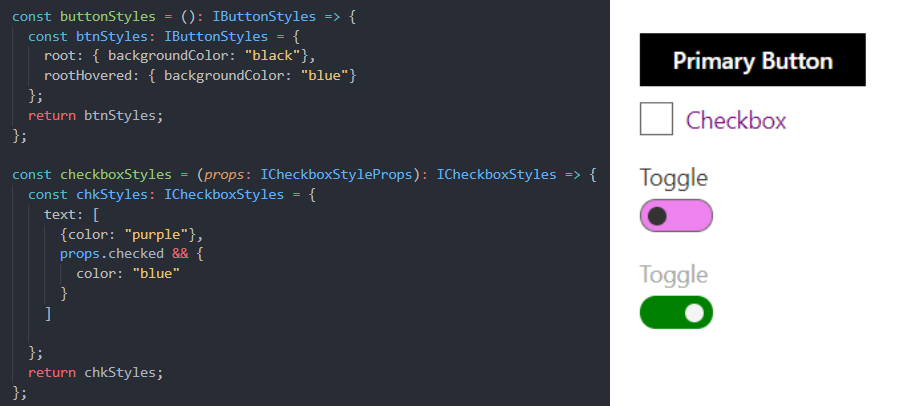 const buttonStyles = (): IButtonStyles => {
  const btnStyles: IButtonStyles = {
    root: { backgroundColor: "black"},
    rootHovered: { backgroundColor: "blue"}
  };
  return btnStyles;
};

const checkboxStyles = (props: ICheckboxStyleProps): ICheckboxStyles => {
  const chkStyles: ICheckboxStyles = {
    text: [
      {color: "purple"},
      props.checked && {
        color: "blue"
      }
    ]

  };
  return chkStyles;
};
Primary Button
Checkbox
Toggle
Toggle